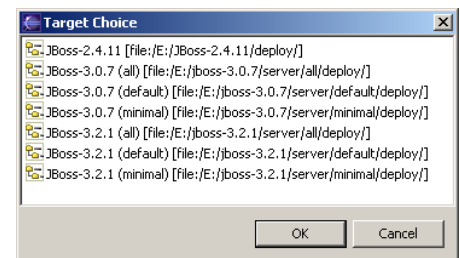 Target Choice
JBoss-2.4.11 [file:/E:/JBoss-2.4.11/deploy/]
JBoss-3.0.7 (all) [file:/E:/jboss-3.0.7/server/all/deploy/]
JBoss-3.0.7 (default) [file:/E:/jboss-3.0.7/server/default/deploy/]
JBoss-3.0.7 (minimal) [file:/E:/jboss-3.0.7/server/minimal/deploy/]
JBoss-3.2.1 (all) [file:/E:/jboss-3.2.1/server/all/deploy/]
JBoss-3.2.1 (default) [file:/E:/jboss-3.2.1/server/default/deploy/]
JBoss-3.2.1 (minimal) [file:/E:/jboss-3.2.1/server/minimal/deploy/]
OK Cancel